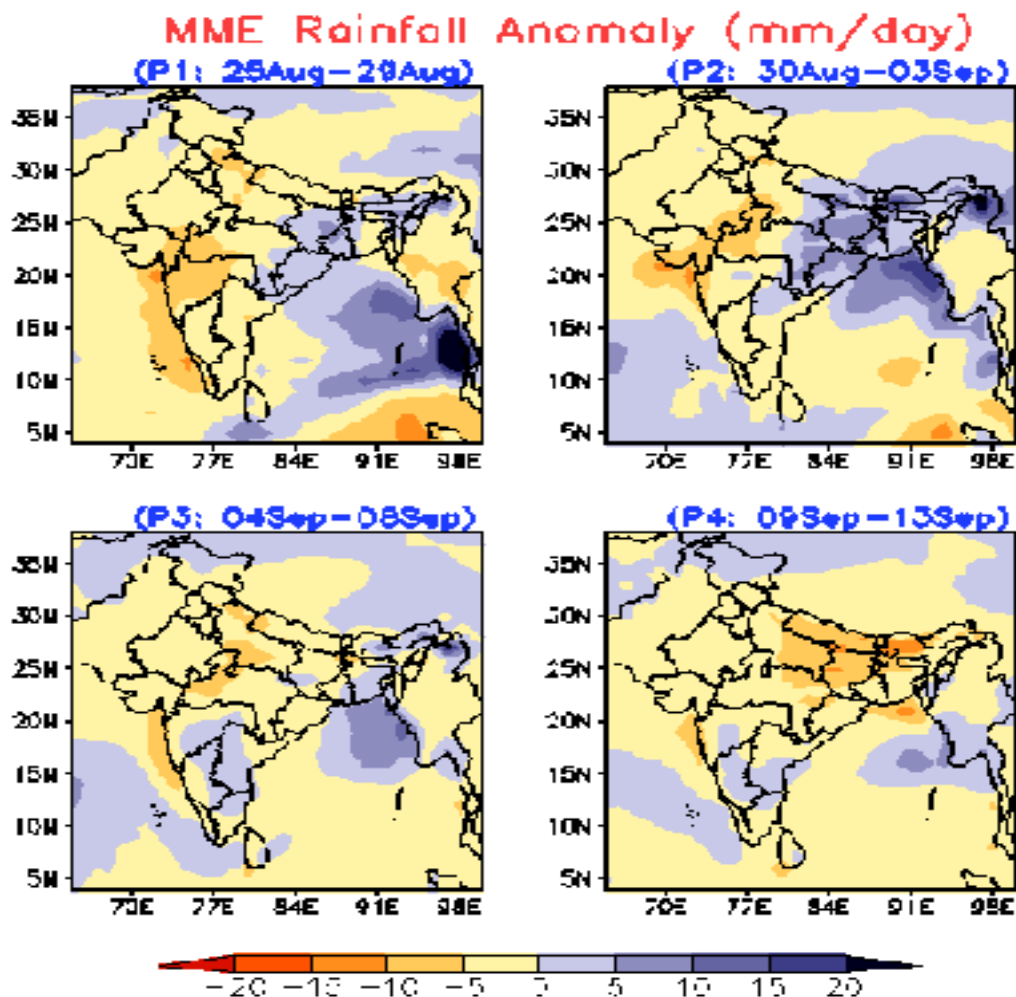 MME Rainfall Anomaly (mm/day)
(P1: 25Aug-29Aug) (P2: 30Aug-03Sep)
35N 35N
30N 30N
25N 25N
20N 20N
15N 15N
10N 10N
5N 5N
70E 77E 84E 91E 98E 70E 77E 84E 91E 98E
(P3: 04Sep-08Sep) (P4: 09Sep-13Sep)
35N 35N
30N 30N
25N 25N
20N 20N
15N 15N
10N 10N
5N 5N
70E 77E 84E 91E 98E 70E 77E 84E 91E 98E
-20 -15 -10 -5 0 5 10 15 20